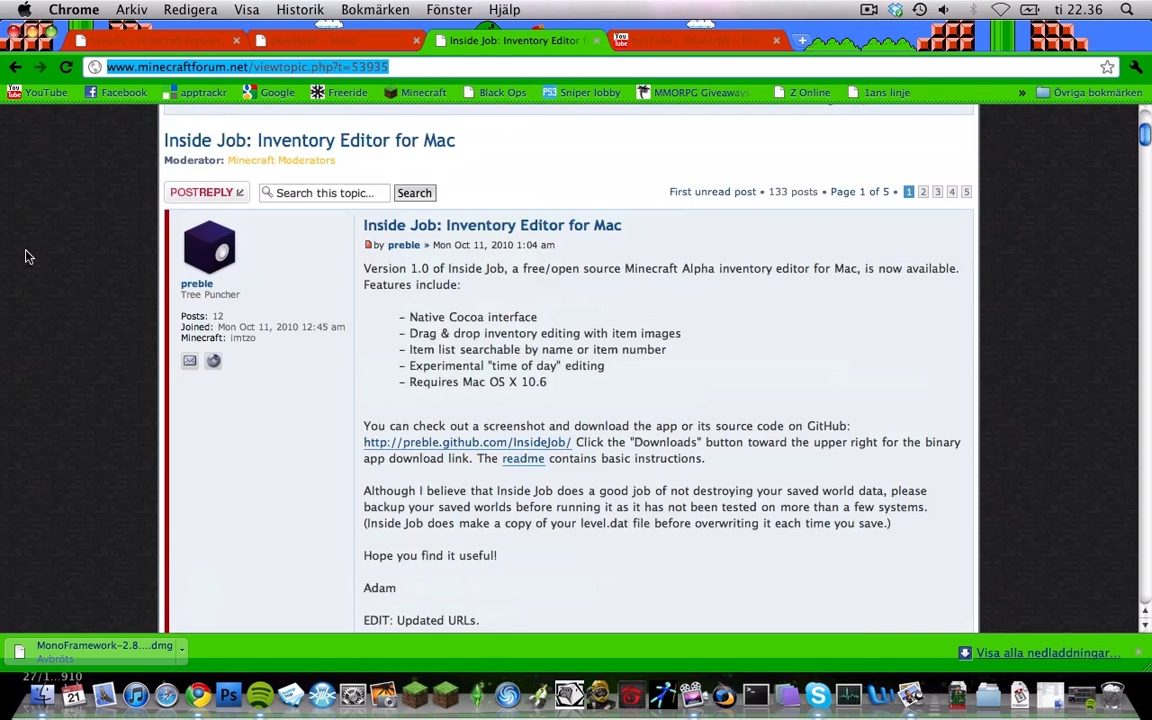 Chrome Arkiv Redigera Visa Historik Bokmärken Fönster Hjälp ti 22.36
Inside Job: Inventory Editor f
www.minecraftforum.net/viewtopic.php?t=53935
YouTube Facebook apptrackr Google Freeride Minecraft Black Ops Sniper lobby MMORPG Giveaways Z Online 1ans linje » Övriga bokmärken
Inside Job: Inventory Editor for Mac
Moderator: Minecraft Moderators
POSTREPLY Search this topic... Search First unread post • 133 posts • Page 1 of 5 • 1 2 3 4 5
Inside Job: Inventory Editor for Mac
by preble » Mon Oct 11, 2010 1:04 am
preble
Tree Puncher
Posts: 12
Joined: Mon Oct 11, 2010 12:45 am
Minecraft: imtzo
Version 1.0 of Inside Job, a free/open source Minecraft Alpha inventory editor for Mac, is now available.
Features include:
- Native Cocoa interface
- Drag & drop inventory editing with item images
- Item list searchable by name or item number
- Experimental "time of day" editing
- Requires Mac OS X 10.6
You can check out a screenshot and download the app or its source code on GitHub:
http://preble.github.com/InsideJob/ Click the "Downloads" button toward the upper right for the binary
app download link. The readme contains basic instructions.
Although I believe that Inside Job does a good job of not destroying your saved world data, please
backup your saved worlds before running it as it has not been tested on more than a few systems.
(Inside Job does make a copy of your level.dat file before overwriting it each time you save.)
Hope you find it useful!
Adam
EDIT: Updated URLs.
MonoFramework-2.8....dmg
Avbröts
Visa alla nedladdningar...
27/1...910
21